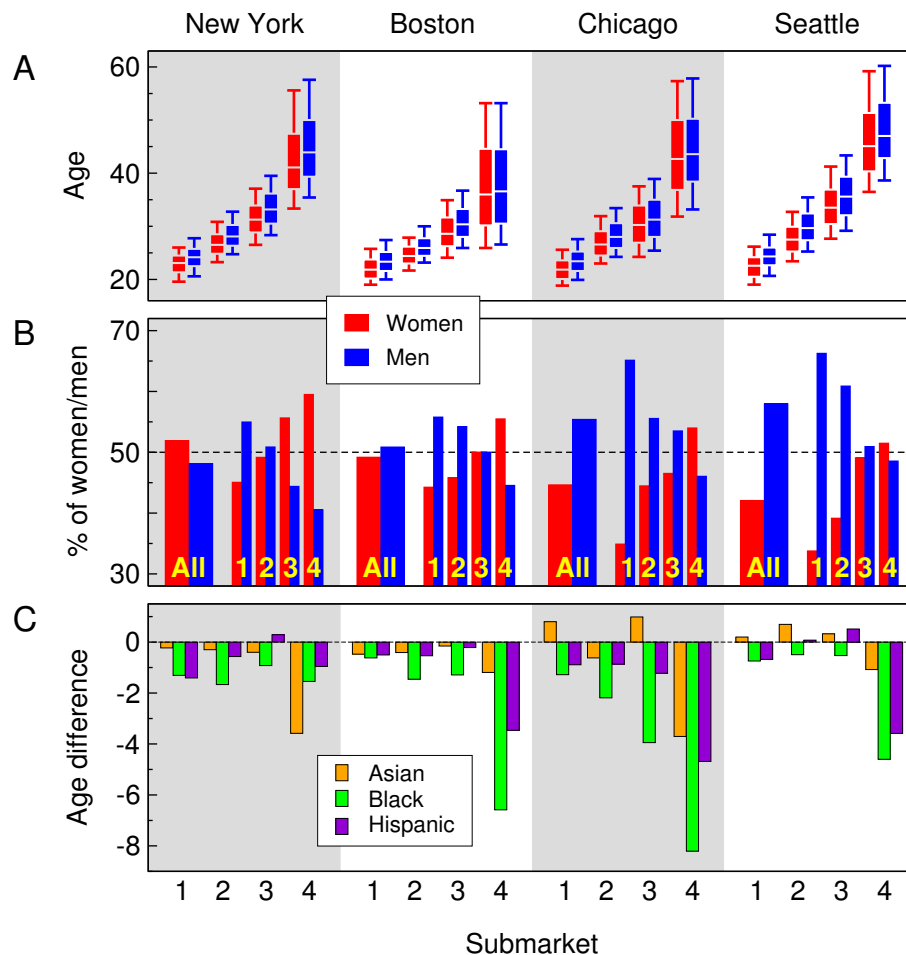 New York Boston Chicago Seattle
A
60
40
20
Age
Women
Men
B
70
50
30
% of women/men
All 1 2 3 4 All 1 2 3 4 All 1 2 3 4 All 1 2 3 4
C
0
-2
-4
-6
-8
Age difference
Asian
Black
Hispanic
1 2 3 4 1 2 3 4 1 2 3 4 1 2 3 4
Submarket